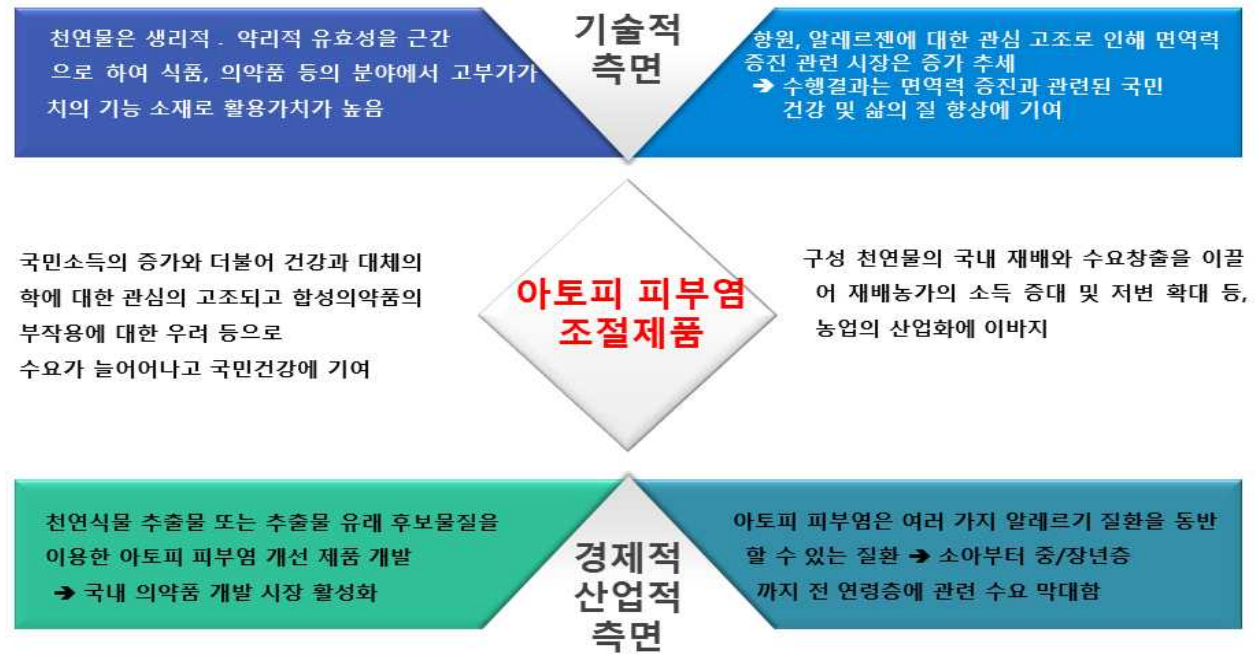 기술적
측면
천연물은 생리적 . 약리적 유효성을 근간
으로 하여 식품, 의약품 등의 분야에서 고부가가
치의 기능 소재로 활용가치가 높음
항원, 알레르젠에 대한 관심 고조로 인해 면역력
증진 관련 시장은 증가 추세
➔ 수행결과는 면역력 증진과 관련된 국민
건강 및 삶의 질 향상에 기여
국민소득의 증가와 더불어 건강과 대체의
학에 대한 관심의 고조되고 합성의약품의
부작용에 대한 우려 등으로
수요가 늘어어나고 국민건강에 기여
아토피 피부염
조절제품
구성 천연물의 국내 재배와 수요창출을 이끌
어 재배농가의 소득 증대 및 저변 확대 등,
농업의 산업화에 이바지
천연식물 추출물 또는 추출물 유래 후보물질을
이용한 아토피 피부염 개선 제품 개발
➔ 국내 의약품 개발 시장 활성화
경제적
산업적
측면
아토피 피부염은 여러 가지 알레르기 질환을 동반
할 수 있는 질환 ➔ 소아부터 중/장년층
까지 전 연령층에 관련 수요 막대함